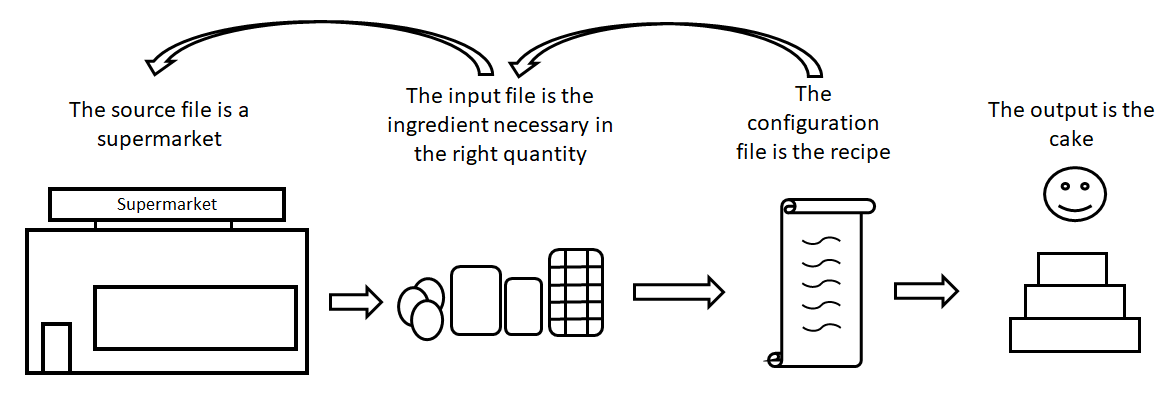 The source file is a
supermarket
The input file is the
ingredient necessary in
the right quantity
The
configuration
file is the recipe
The output is the
cake
Supermarket